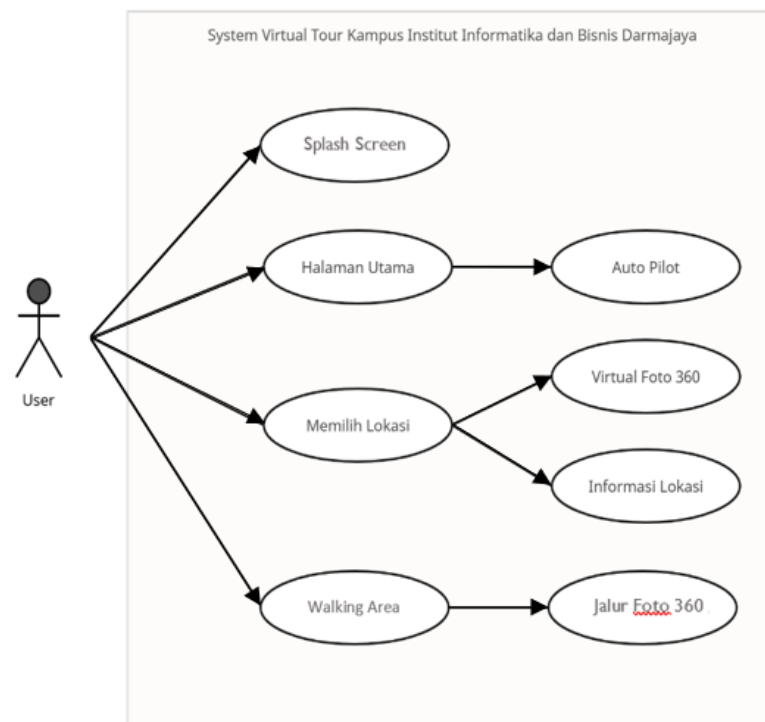 System Virtual Tour Kampus Institut Informatika dan Bisnis Darmajaya
Splash Screen
Halaman Utama
Auto Pilot
Virtual Foto 360
User
Memilih Lokasi
Informasi Lokasi
Walking Area
Jalur Foto 360